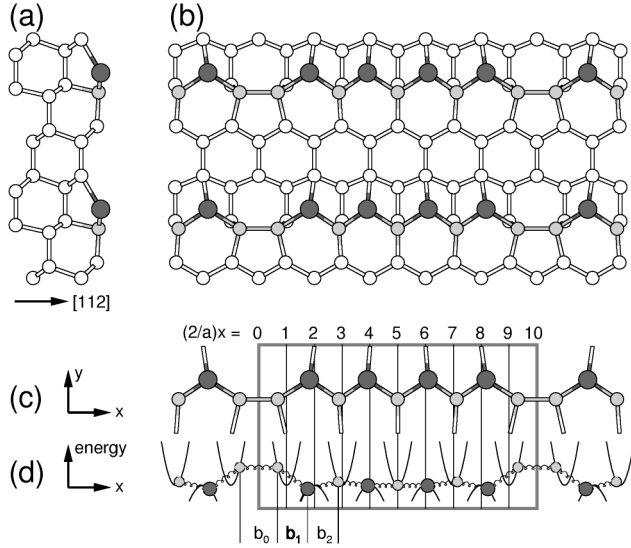 (a)
(b)
[112]
(2/a)x = 0 1 2 3 4 5 6 7 8 9 10
y
(c)
x
energy
(d)
x
b₀ b₁ b₂